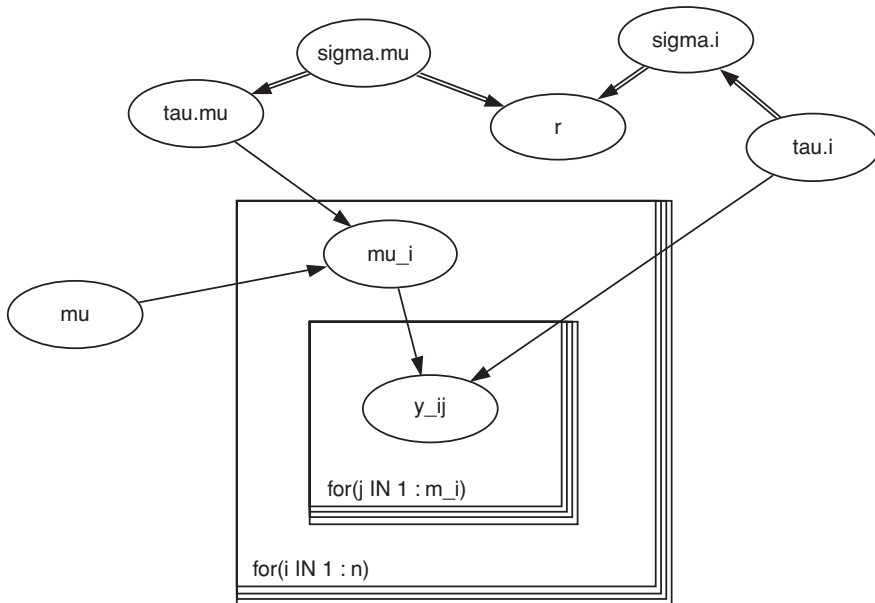 sigma.mu
sigma.i
tau.mu
r
tau.i
mu_i
mu
y_ij
for(j IN 1 : m_i)
for(i IN 1 : n)